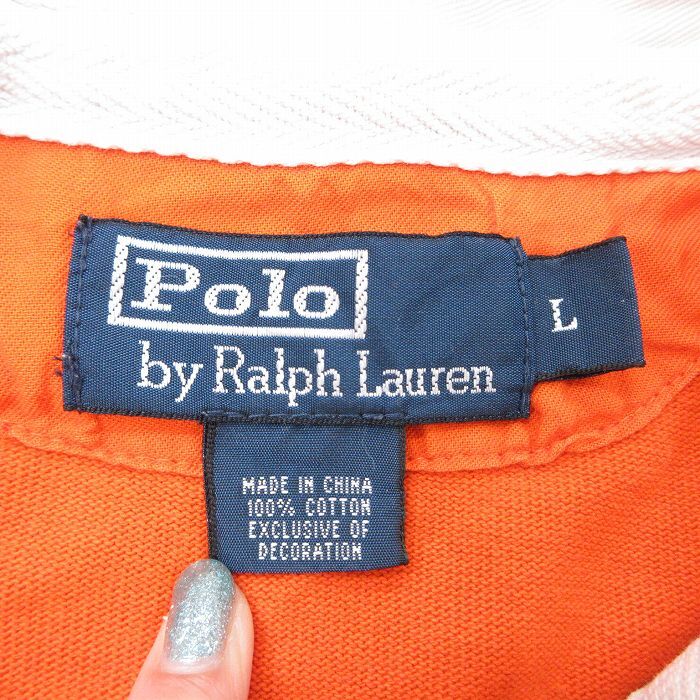 Polo
by Ralph Lauren
L
MADE IN CHINA
100% COTTON
EXCLUSIVE OF
DECORATION